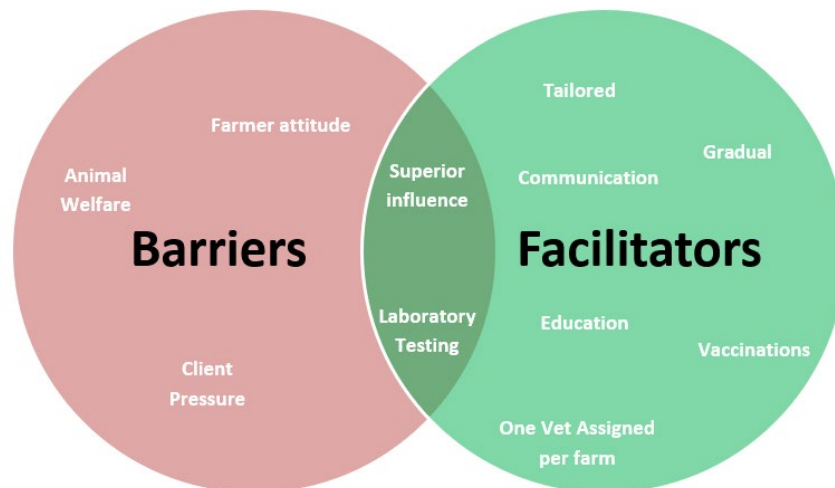 Barriers
Farmer attitude
Animal
Welfare
Client
Pressure
Superior
influence
Laboratory
Testing
Facilitators
Tailored
Gradual
Communication
Education
Vaccinations
One Vet Assigned
per farm